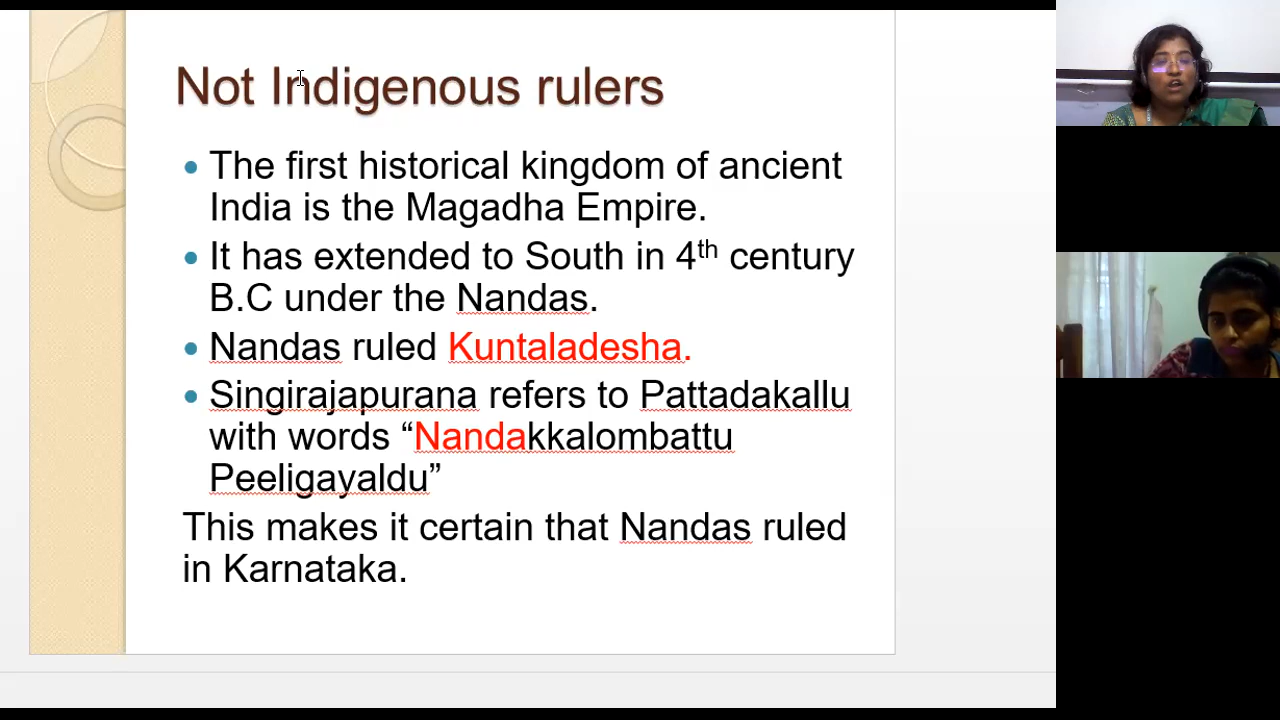 Not Indigenous rulers
• The first historical kingdom of ancient
India is the Magadha Empire.
• It has extended to South in 4th century
B.C under the Nandas.
• Nandas ruled Kuntaladesha.
• Singirajapurana refers to Pattadakallu
with words “Nandakkalombattu
Peeligayaldu”
This makes it certain that Nandas ruled
in Karnataka.